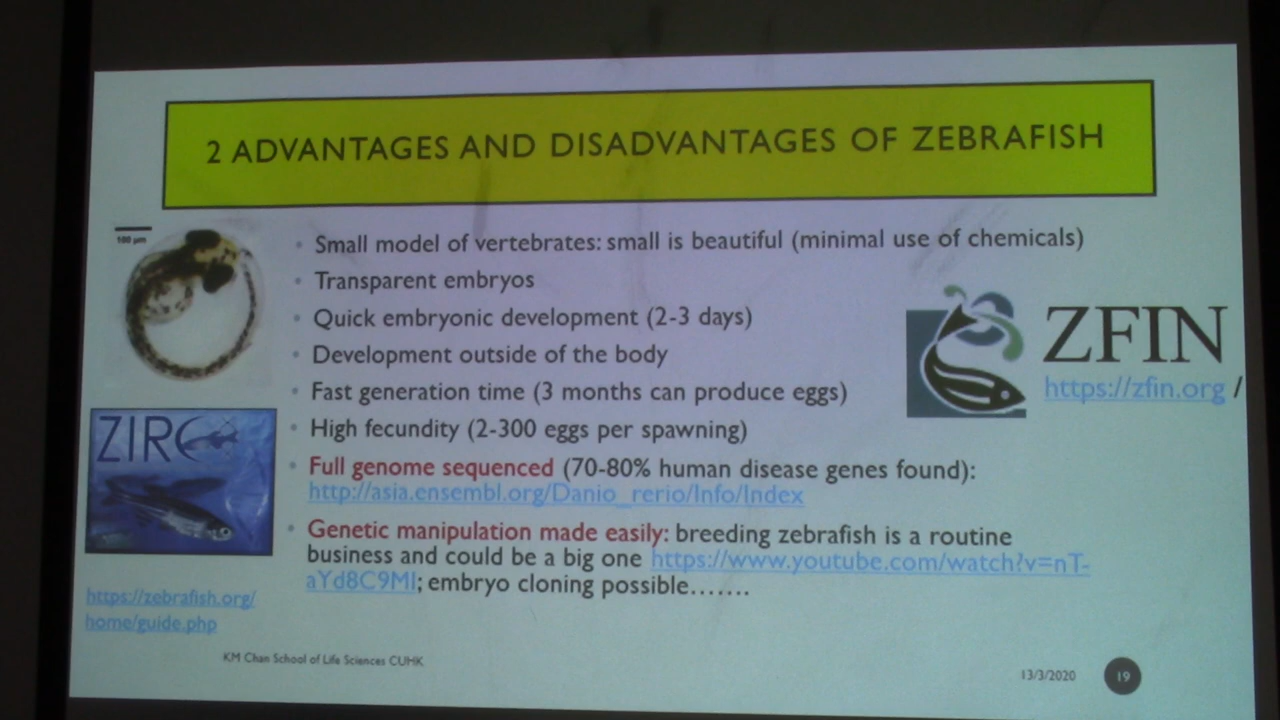 2 ADVANTAGES AND DISADVANTAGES OF ZEBRAFISH
100 µm
• Small model of vertebrates: small is beautiful (minimal use of chemicals)
• Transparent embryos
• Quick embryonic development (2-3 days)
• Development outside of the body
• Fast generation time (3 months can produce eggs)
• High fecundity (2-300 eggs per spawning)
• Full genome sequenced (70-80% human disease genes found):
http://asia.ensembl.org/Danio_rerio/Info/Index
• Genetic manipulation made easily: breeding zebrafish is a routine
business and could be a big one https://www.youtube.com/watch?v=nT-
aYd8C9MI; embryo cloning possible…….
ZFIN
https://zfin.org /
ZIRC
https://zebrafish.org/
home/guide.php
KM Chan School of Life Sciences CUHK
13/3/2020
19